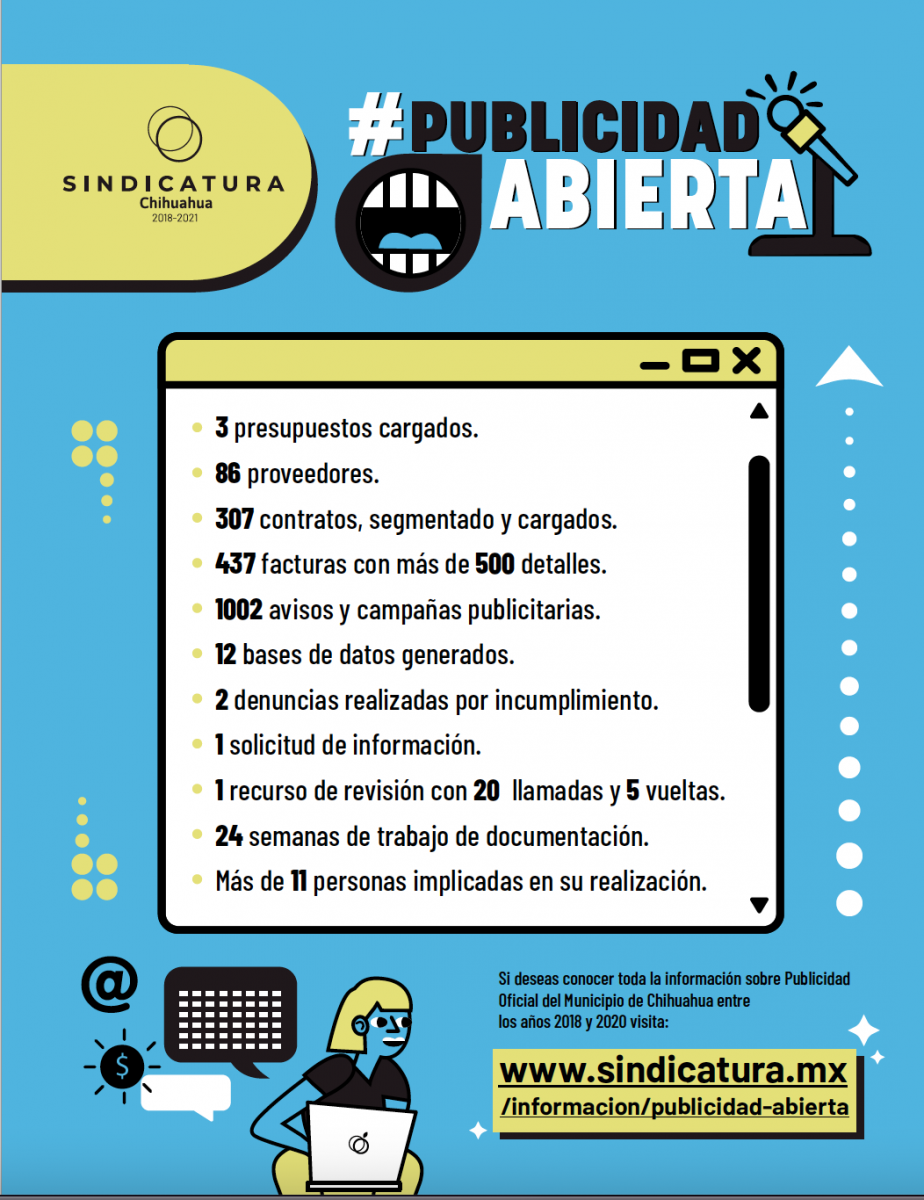 SINDICATURA
Chihuahua
2018-2021
#PUBLICIDAD
ABIERTA
3 presupuestos cargados.
86 proveedores.
307 contratos, segmentado y cargados.
437 facturas con más de 500 detalles.
1002 avisos y campañas publicitarias.
12 bases de datos generados.
2 denuncias realizadas por incumplimiento.
1 solicitud de información.
1 recurso de revisión con 20 llamadas y 5 vueltas.
24 semanas de trabajo de documentación.
Más de 11 personas implicadas en su realización.
@
$
Si deseas conocer toda la información sobre Publicidad
Oficial del Municipio de Chihuahua entre
los años 2018 y 2020 visita:
www.sindicatura.mx
/informacion/publicidad-abierta